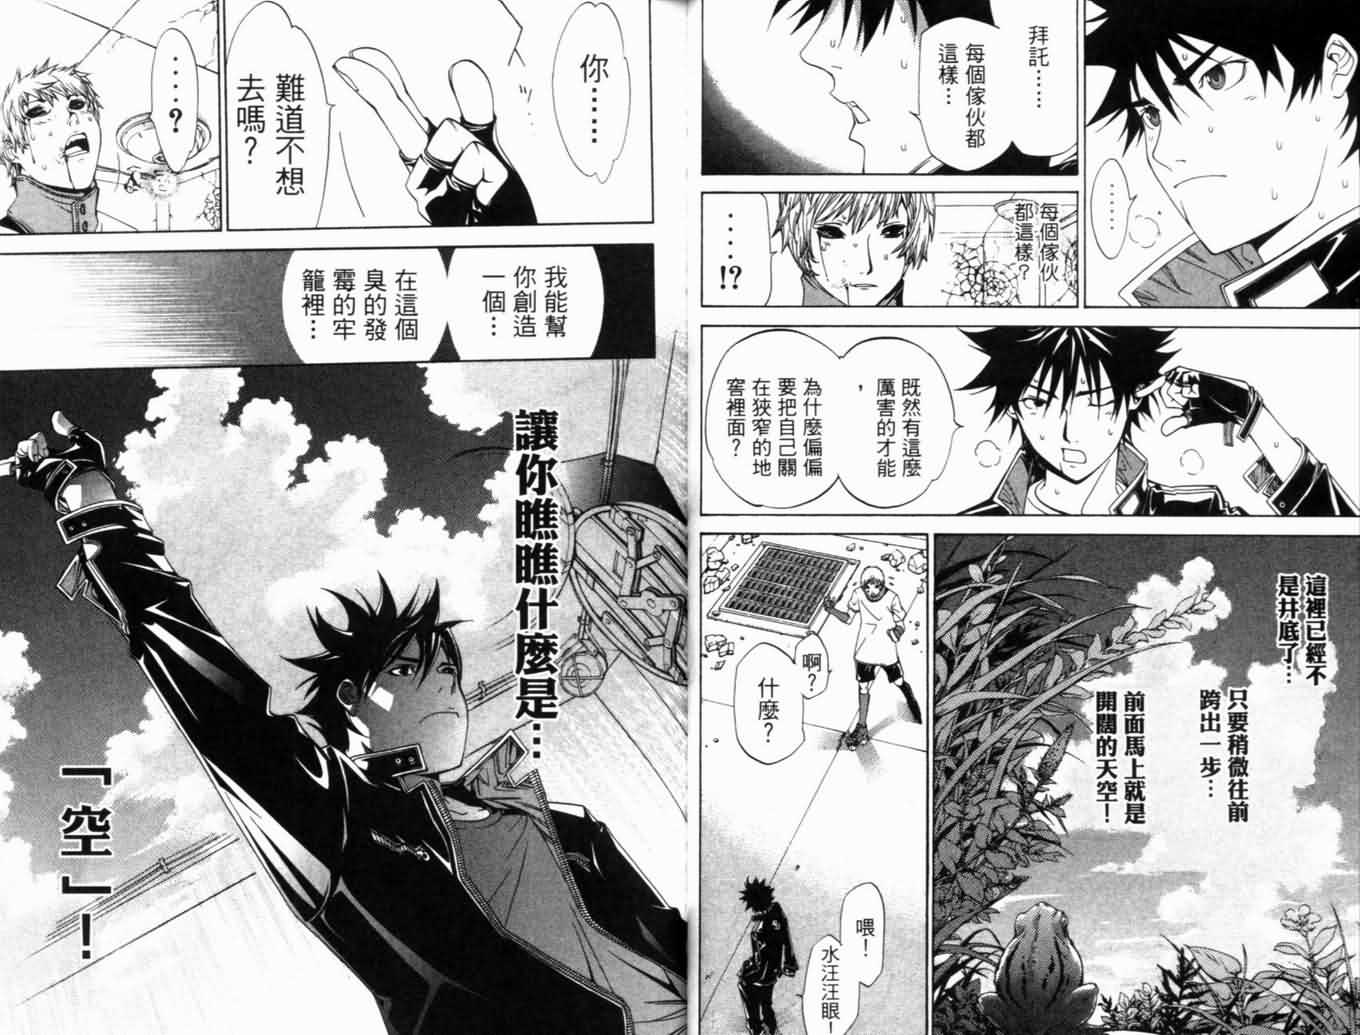 拜託……
每個傢伙都
這樣…
……
每個傢伙
都這樣？
……!?
既然有這麼
厲害的才能
，
為什麼偏偏
要把自己關
在狹窄的地
窖裡面？
這裡已經不
是井底了…
只要稍微往前
跨出一步…
前面馬上就是
開闊的天空！
啊？
什麼？
喂！
水汪汪眼！
你……
難道不想
去嗎？
……？
我能幫
你創造
一個…
在這個
臭的發
霉的牢
籠裡…
讓你瞧瞧什麼是…
「空」！